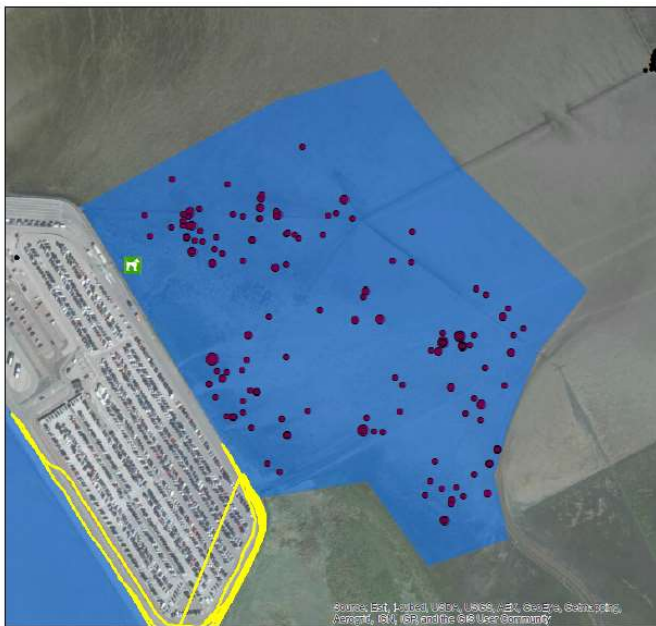 Source: Esri, i-cubed, USDA, USGS, AEX, GeoEye, Getmapping,
Aerogrid, IGN, IGP, and the GIS User Community